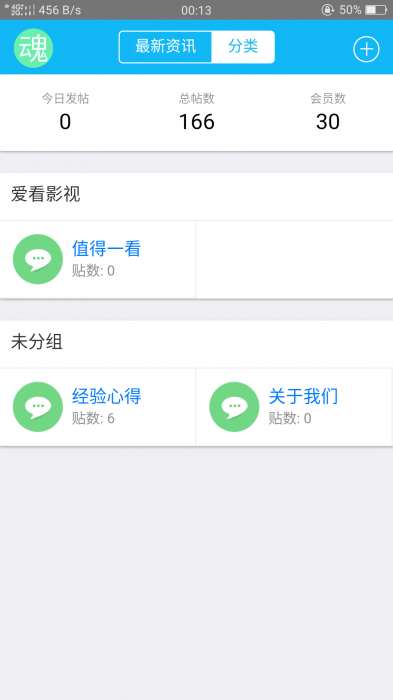 4G 2G 456 B/s 00:13 50%
魂 最新资讯 分类
今日发帖 总帖数 会员数
0 166 30
爱看影视
值得一看
贴数: 0
未分组
经验心得 关于我们
贴数: 6 贴数: 0